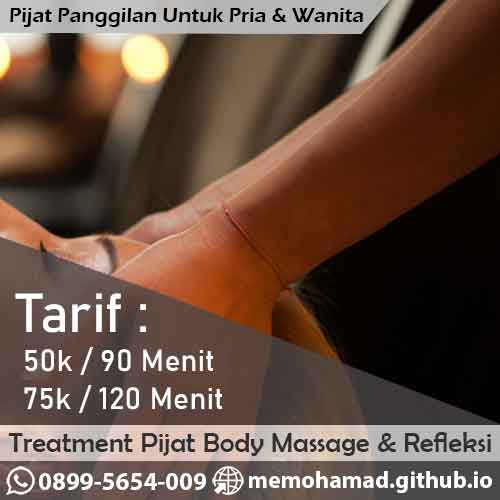 Pijat Panggilan Untuk Pria & Wanita
Tarif :
50k / 90 Menit
75k / 120 Menit
Treatment Pijat Body Massage & Refleksi
0899-5654-009 memohamad.github.io